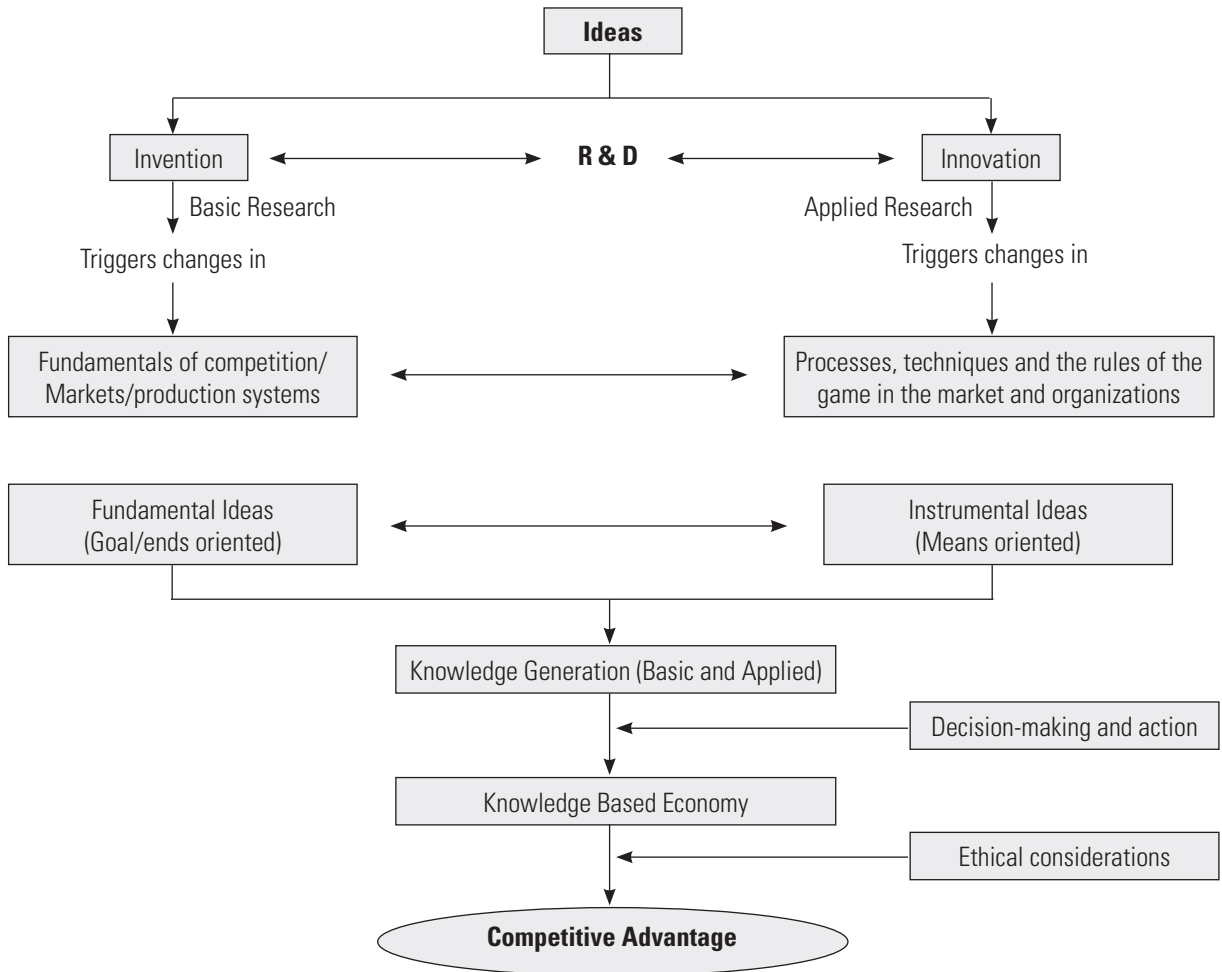 Ideas
Invention
R & D
Innovation
Basic Research
Applied Research
Triggers changes in
Triggers changes in
Fundamentals of competition/
Markets/production systems
Processes, techniques and the rules of the
game in the market and organizations
Fundamental Ideas
(Goal/ends oriented)
Instrumental Ideas
(Means oriented)
Knowledge Generation (Basic and Applied)
Decision-making and action
Knowledge Based Economy
Ethical considerations
Competitive Advantage